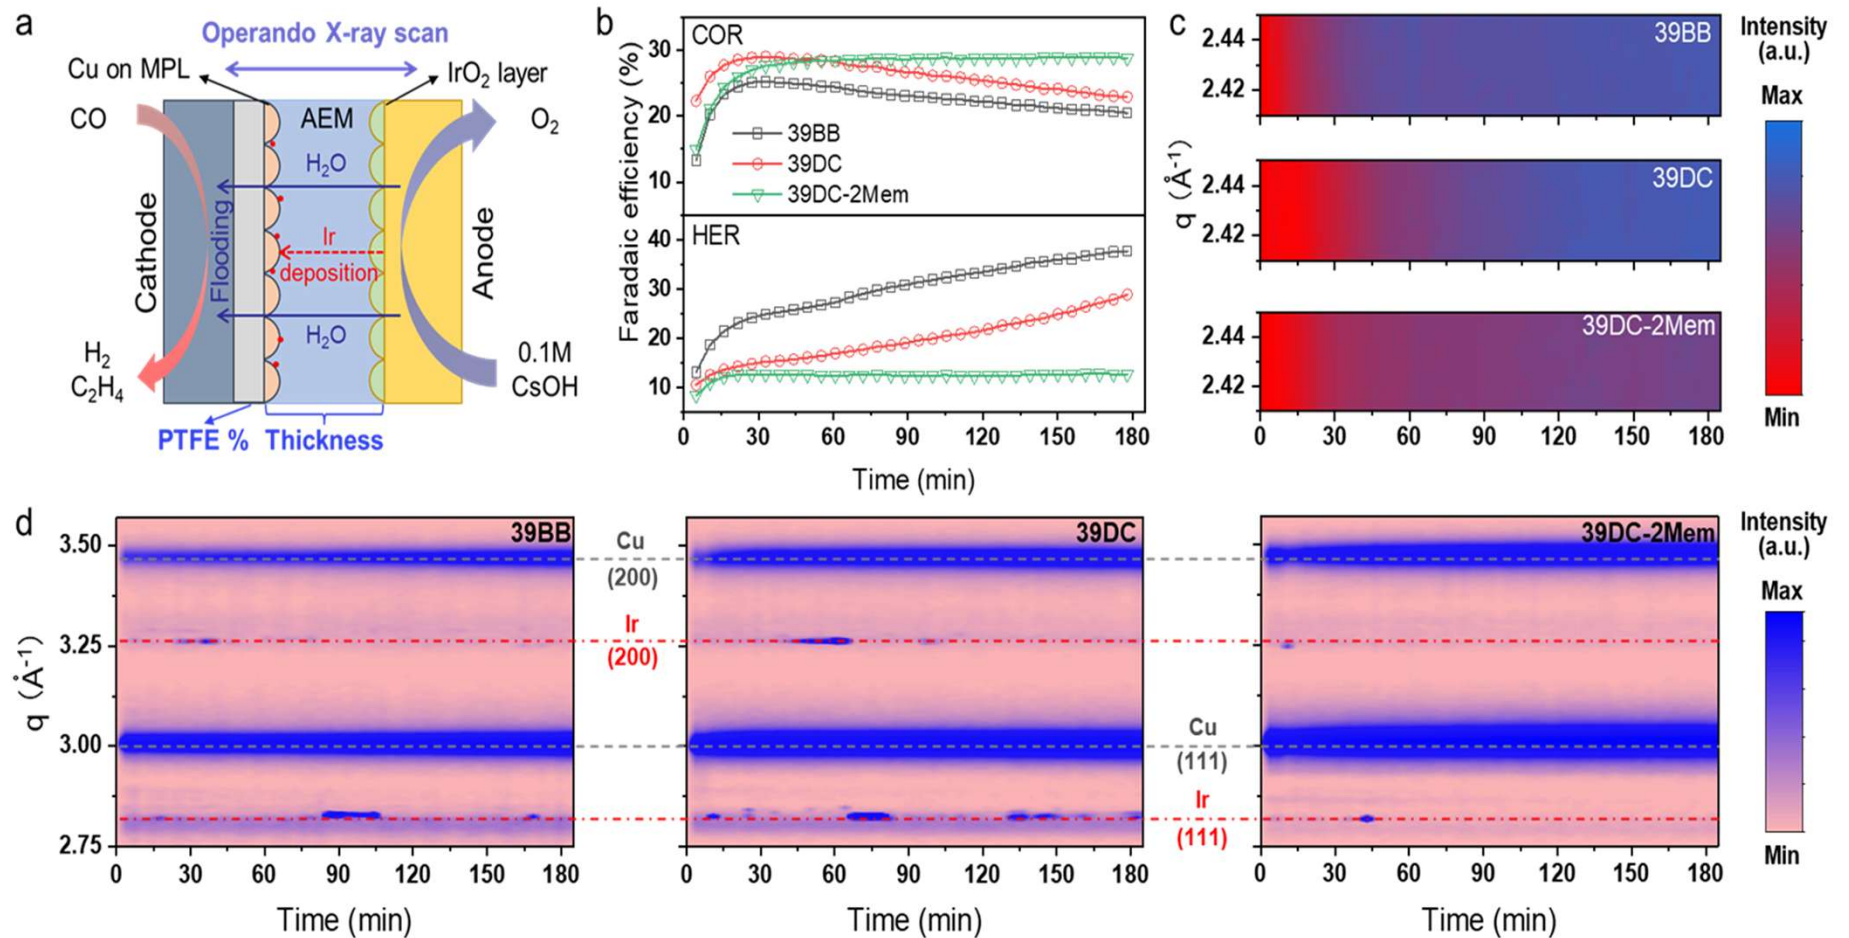 a
Operando X-ray scan
Cu on MPL
IrO2 layer
CO
AEM
O2
H2O
Cathode
Flooding
Ir
deposition
Anode
H2O
H2
C2H4
0.1M
CsOH
PTFE %
Thickness
b
COR
Faradaic efficiency (%)
30
20
10
39BB
39DC
39DC-2Mem
HER
40
30
20
10
0 30 60 90 120 150 180
Time (min)
c
q (Å-1)
39BB
2.44
2.42
39DC
2.44
2.42
39DC-2Mem
2.44
2.42
0 30 60 90 120 150 180
Intensity
(a.u.)
Max
Min
d
q (Å-1)
3.50
3.25
3.00
2.75
39BB
0 30 60 90 120 150 180
Time (min)
Cu
(200)
Ir
(200)
39DC
0 30 60 90 120 150 180
Time (min)
Cu
(111)
Ir
(111)
39DC-2Mem
0 30 60 90 120 150 180
Time (min)
Intensity
(a.u.)
Max
Min